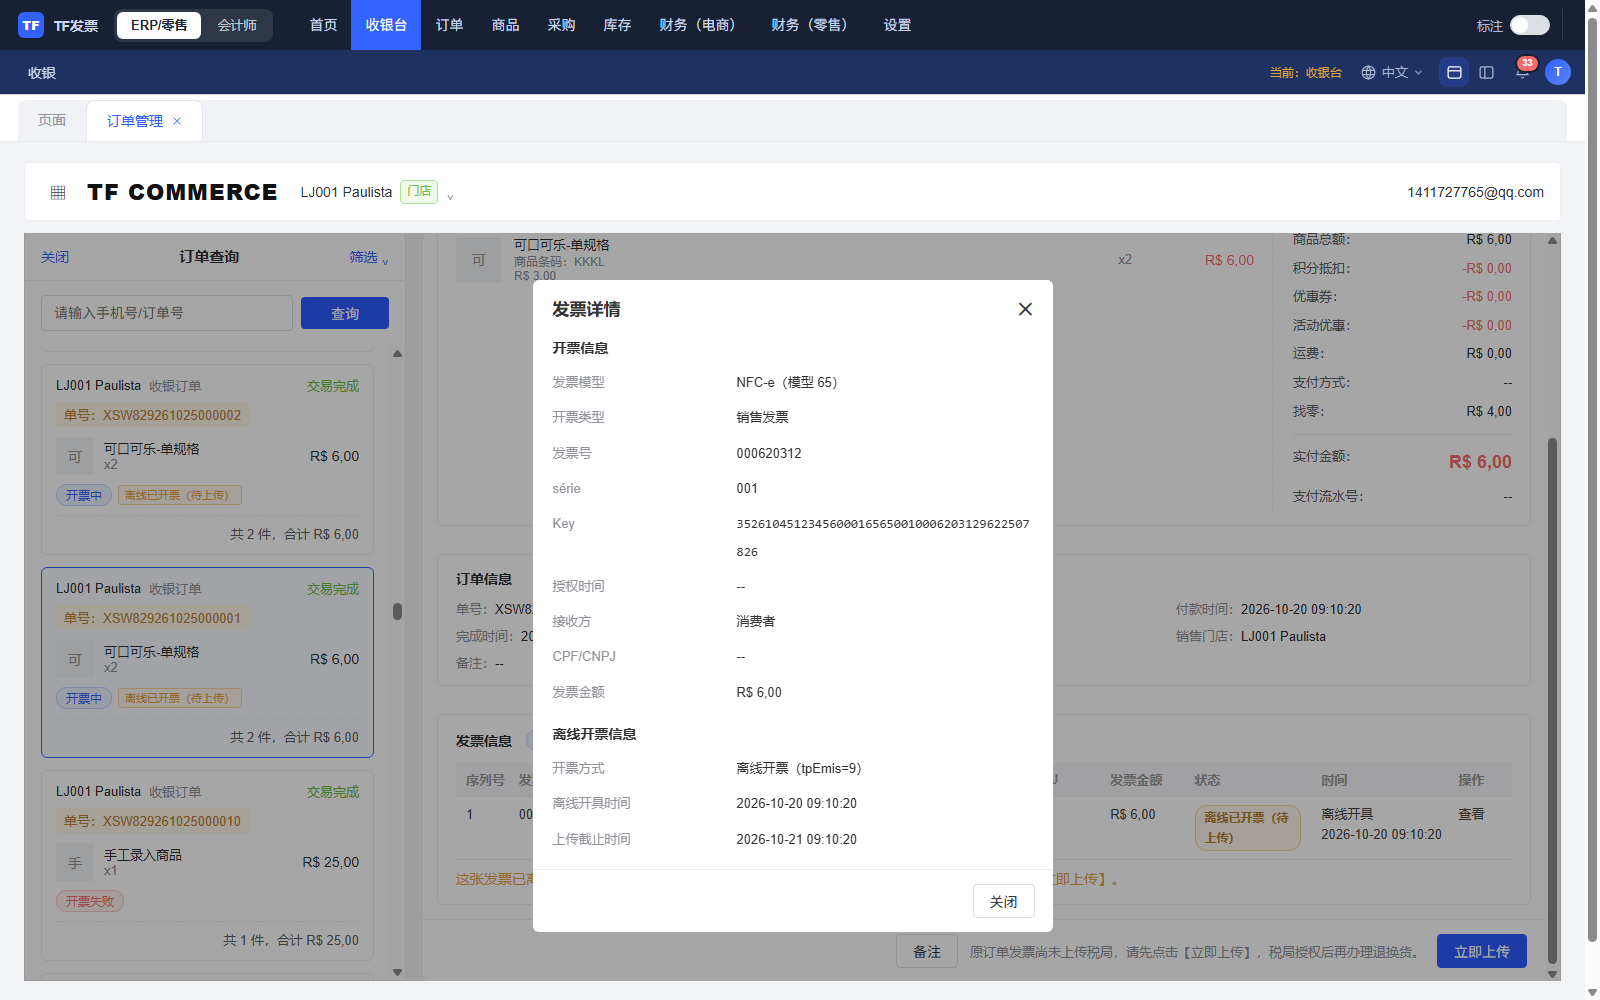 TF TF发票 ERP/零售 会计师 首页 收银台 订单 商品 采购 库存 财务（电商） 财务（零售） 设置 标注
收银 当前：收银台 中文 33 T
页面 订单管理 ×
TF COMMERCE LJ001 Paulista 门店 1411727765@qq.com
关闭 订单查询 筛选
请输入手机号/订单号 查询
LJ001 Paulista 收银订单 交易完成
单号：XSW829261025000002
可 可口可乐-单规格 R$ 6,00
x2
开票中 离线已开票（待上传）
共 2 件，合计 R$ 6,00
LJ001 Paulista 收银订单 交易完成
单号：XSW829261025000001
可 可口可乐-单规格 R$ 6,00
x2
开票中 离线已开票（待上传）
共 2 件，合计 R$ 6,00
LJ001 Paulista 收银订单 交易完成
单号：XSW829261025000010
手 手工录入商品 R$ 25,00
x1
开票失败
共 1 件，合计 R$ 25,00
可 可口可乐-单规格
商品条码：KKKL x2 R$ 6,00
R$ 3,00
商品总额： R$ 6,00
积分抵扣： -R$ 0,00
优惠券： -R$ 0,00
活动优惠： -R$ 0,00
运费： R$ 0,00
支付方式： --
找零： R$ 4,00
实付金额： R$ 6,00
支付流水号： --
订单信息
单号：XSW8 付款时间：2026-10-20 09:10:20
完成时间：20 销售门店：LJ001 Paulista
备注：--
发票信息
序列号 发 发票金额 状态 时间 操作
1 00 R$ 6,00 离线已开票（待上传） 离线开具 查看
2026-10-20 09:10:20
这张发票已离 即上传】。
备注 原订单发票尚未上传税局，请先点击【立即上传】，税局授权后再办理退换货。 立即上传
发票详情
开票信息
发票模型 NFC-e（模型 65）
开票类型 销售发票
发票号 000620312
série 001
Key 35261045123456000165650010006203129622507
826
授权时间 --
接收方 消费者
CPF/CNPJ --
发票金额 R$ 6,00
离线开票信息
开票方式 离线开票（tpEmis=9）
离线开具时间 2026-10-20 09:10:20
上传截止时间 2026-10-21 09:10:20
关闭